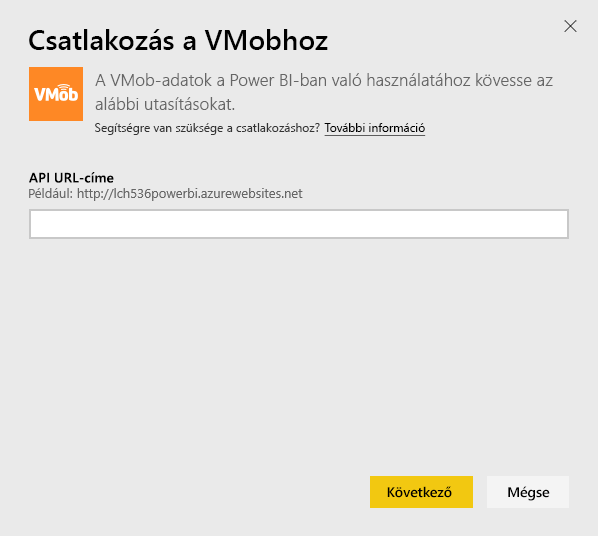 Csatlakozás a VMobhoz
VMob
A VMob-adatok a Power BI-ban való használatához kövesse az
alábbi utasításokat.
Segítségre van szüksége a csatlakozáshoz? További információ
API URL-címe
Például: http://lch536powerbi.azurewebsites.net
Következő
Mégse